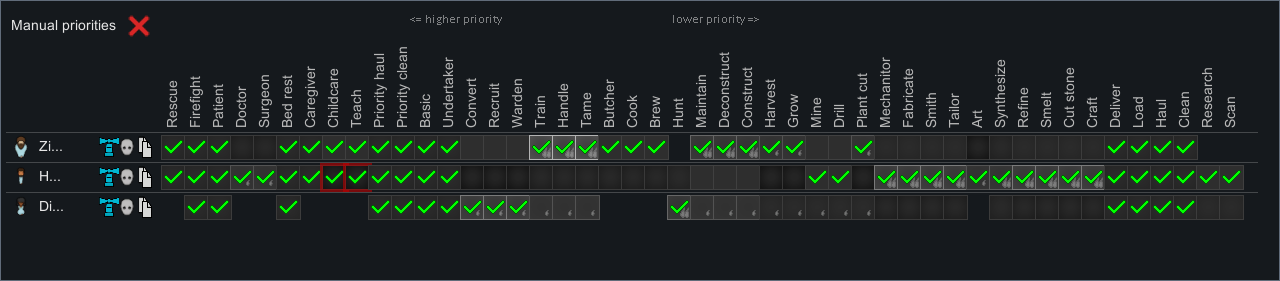 <= higher priority
lower priority =>
Manual priorities
Rescue
Firefight
Patient
Doctor
Surgeon
Bed rest
Caregiver
Childcare
Teach
Priority haul
Priority clean
Basic
Undertaker
Convert
Recruit
Warden
Train
Handle
Tame
Butcher
Cook
Brew
Hunt
Maintain
Deconstruct
Construct
Harvest
Grow
Mine
Drill
Plant cut
Mechanitor
Fabricate
Smith
Tailor
Art
Synthesize
Refine
Smelt
Cut stone
Craft
Deliver
Load
Haul
Clean
Research
Scan
Zi...
H...
Di...